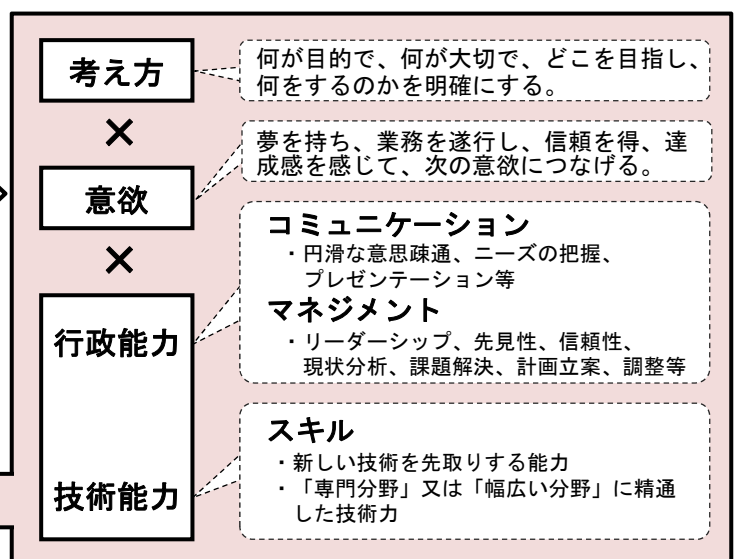 考え方
何が目的で、何が大切で、どこを目指し、
何をするのかを明確にする。
×
意欲
夢を持ち、業務を遂行し、信頼を得、達
成感を感じて、次の意欲につなげる。
×
行政能力
コミュニケーション
・円滑な意思疎通、ニーズの把握、
プレゼンテーション等
マネジメント
・リーダーシップ、先見性、信頼性、
現状分析、課題解決、計画立案、調整等
技術能力
スキル
・新しい技術を先取りする能力
・「専門分野」又は「幅広い分野」に精通
した技術力